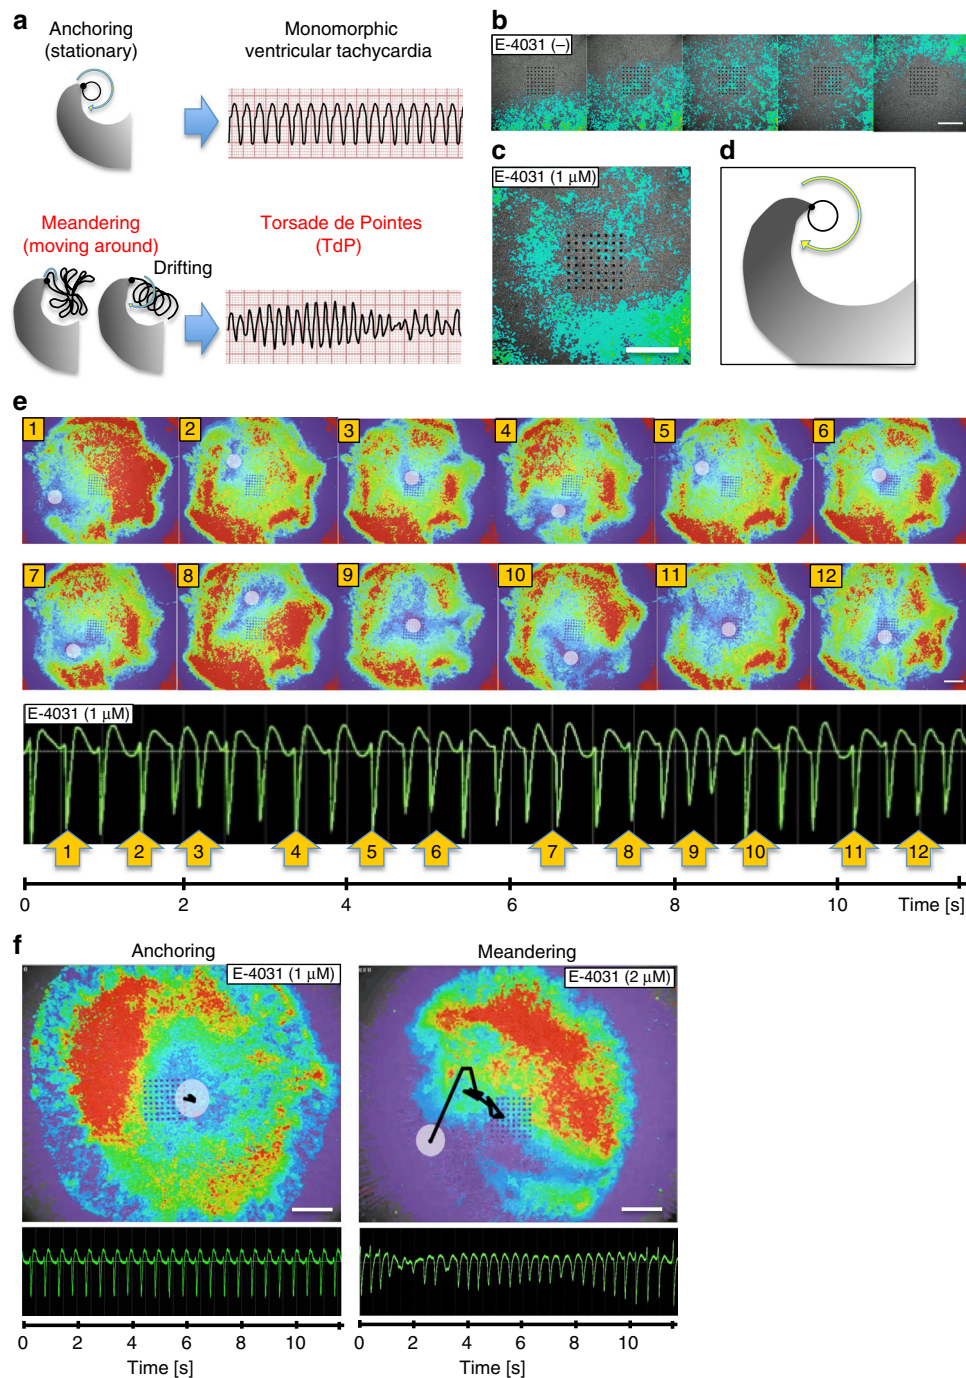 a
Anchoring
(stationary)
Monomorphic
ventricular tachycardia
Meandering
(moving around)
Drifting
Torsade de Pointes
(TdP)
b
E-4031 (–)
c
E-4031 (1 μM)
d
e
1
2
3
4
5
6
7
8
9
10
11
12
E-4031 (1 μM)
1
2
3
4
5
6
7
8
9
10
11
12
0
2
4
6
8
10
Time [s]
f
Anchoring
E-4031 (1 μM)
0
2
4
6
8
10
Time [s]
Meandering
E-4031 (2 μM)
0
2
4
6
8
10
Time [s]